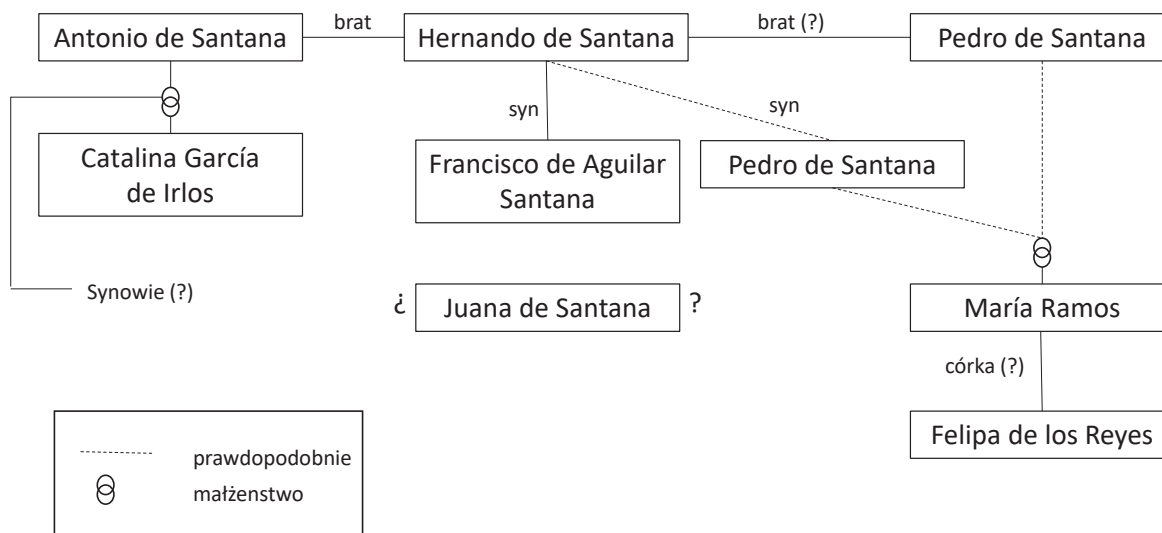 brat
brat (?)
Antonio de Santana
Hernando de Santana
Pedro de Santana
syn
syn
Catalina García
de Irlos
Francisco de Aguilar
Santana
Pedro de Santana
Synowie (?)
¿ Juana de Santana ?
María Ramos
córka (?)
Felipa de los Reyes
prawdopodobnie
małżenstwo